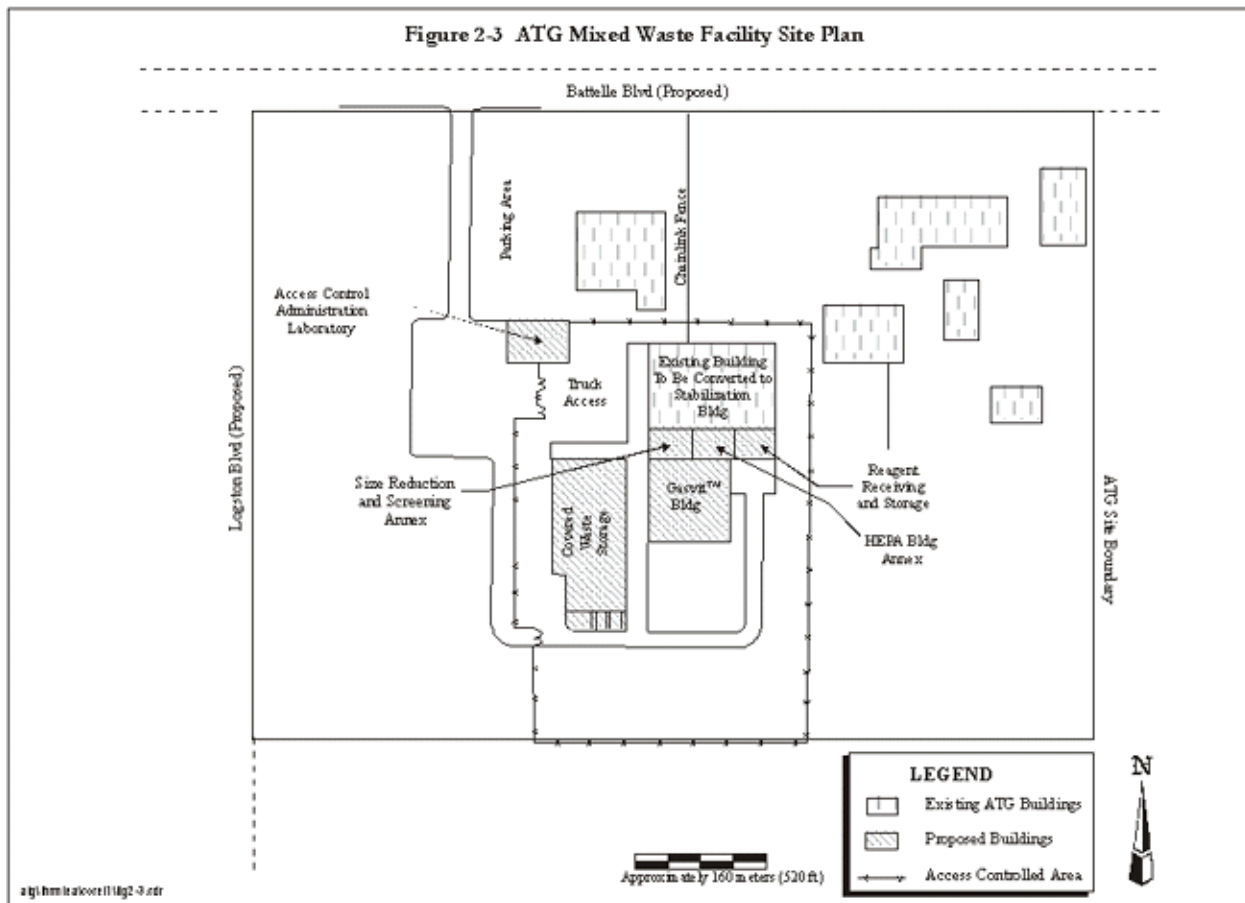 Figure 2-3 ATG Mixed Waste Facility Site Plan
Battelle Blvd (Proposed)
Parking Area
Chainlink Fence
Access Control
Administration
Laboratory
Existing Building
To Be Converted to
Stabilization
Bldg
Truck
Access
Logston Blvd (Proposed)
Size Reduction
and Screening
Annex
Covered
Waste
Storage
Gasvit™
Bldg
Reagent
Receiving
and Storage
HEPA Bldg
Annex
ATG Site Boundary
LEGEND
Existing ATG Buildings
Proposed Buildings
Access Controlled Area
N
Approximately 160 meters (520 ft)